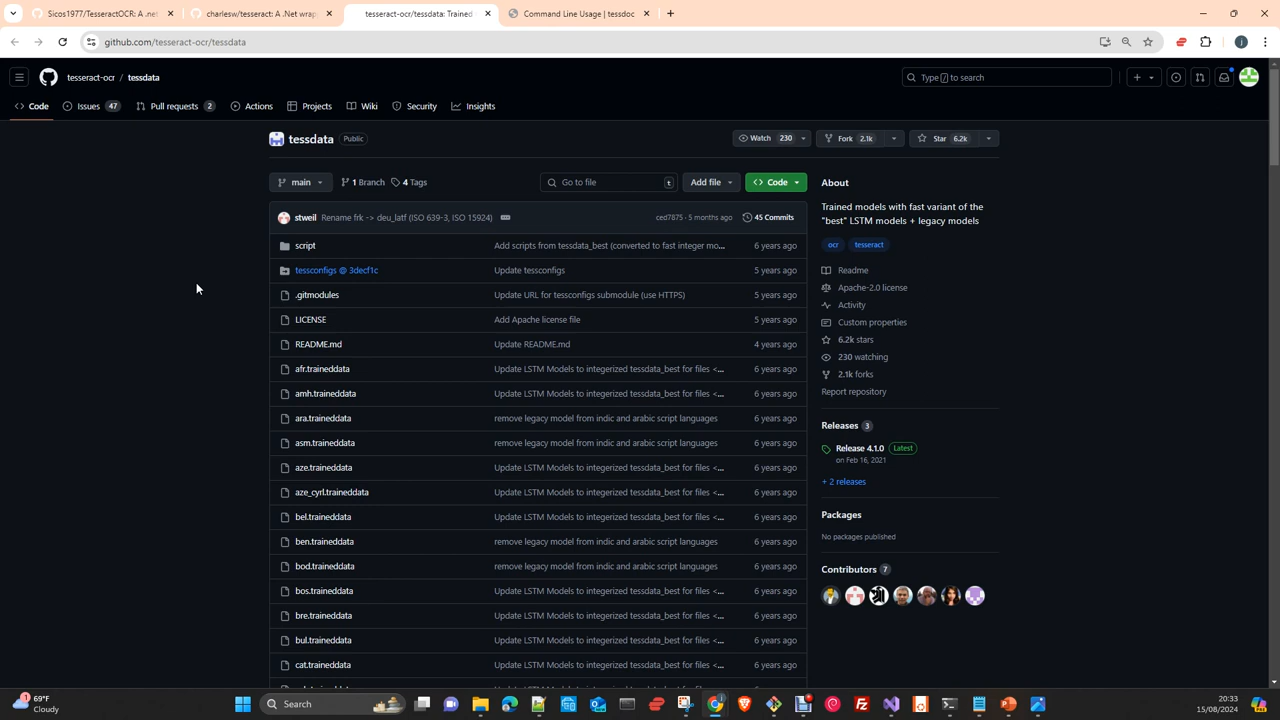 Sicos1977/TesseractOCR: A .net
charlesw/tesseract: A .Net wrap
tesseract-ocr/tessdata: Trained
Command Line Usage | tessdoc
github.com/tesseract-ocr/tessdata
tesseract-ocr / tessdata
Type / to search
Code
Issues 47
Pull requests 2
Actions
Projects
Wiki
Security
Insights
tessdata Public
Watch 230
Fork 2.1k
Star 6.2k
main
1 Branch
4 Tags
Go to file t
Add file
Code
stweil Rename frk -> deu_latf (ISO 639-3, ISO 15924) ced7875 · 5 months ago 45 Commits
script Add scripts from tessdata_best (converted to fast integer mo... 6 years ago
tessconfigs @ 3decf1c Update tessconfigs 5 years ago
.gitmodules Update URL for tessconfigs submodule (use HTTPS) 5 years ago
LICENSE Add Apache license file 5 years ago
README.md Update README.md 4 years ago
afr.traineddata Update LSTM Models to integerized tessdata_best for files <... 6 years ago
amh.traineddata Update LSTM Models to integerized tessdata_best for files <... 6 years ago
ara.traineddata remove legacy model from indic and arabic script languages 6 years ago
asm.traineddata remove legacy model from indic and arabic script languages 6 years ago
aze.traineddata Update LSTM Models to integerized tessdata_best for files <... 6 years ago
aze_cyrl.traineddata Update LSTM Models to integerized tessdata_best for files <... 6 years ago
bel.traineddata Update LSTM Models to integerized tessdata_best for files <... 6 years ago
ben.traineddata remove legacy model from indic and arabic script languages 6 years ago
bod.traineddata remove legacy model from indic and arabic script languages 6 years ago
bos.traineddata Update LSTM Models to integerized tessdata_best for files <... 6 years ago
bre.traineddata Update LSTM Models to integerized tessdata_best for files <... 6 years ago
bul.traineddata Update LSTM Models to integerized tessdata_best for files <... 6 years ago
cat.traineddata Update LSTM Models to integerized tessdata_best for files <... 6 years ago
About
Trained models with fast variant of the
"best" LSTM models + legacy models
ocr tesseract
Readme
Apache-2.0 license
Activity
Custom properties
6.2k stars
230 watching
2.1k forks
Report repository
Releases 3
Release 4.1.0 Latest
on Feb 16, 2021
+ 2 releases
Packages
No packages published
Contributors 7
1
69°F
Cloudy
Search
20:33
15/08/2024